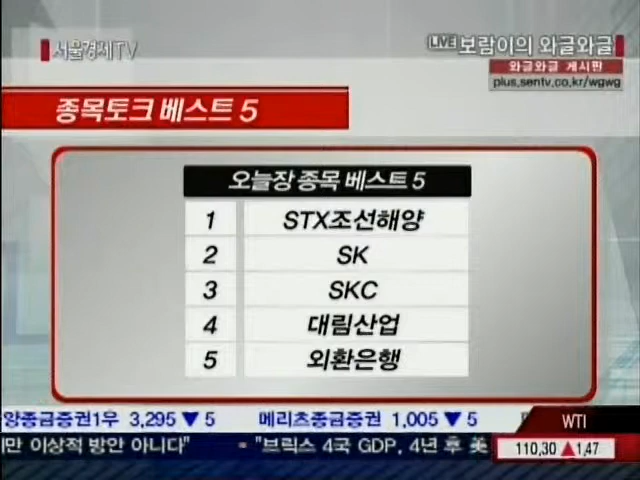 서울경제TV
LIVE 보람이의 와글와글
와글와글 게시판
plus.sentv.co.kr/wgwg
종목토크 베스트 5
오늘장 종목 베스트 5
1 STX조선해양
2 SK
3 SKC
4 대림산업
5 외환은행
양종금증권1우 3,295 ▼ 5 메리츠종금증권 1,005 ▼ 5
WTI
만 이상적 방안 아니다" "브릭스 4국 GDP, 4년 후 美
110,30 ▲1,47